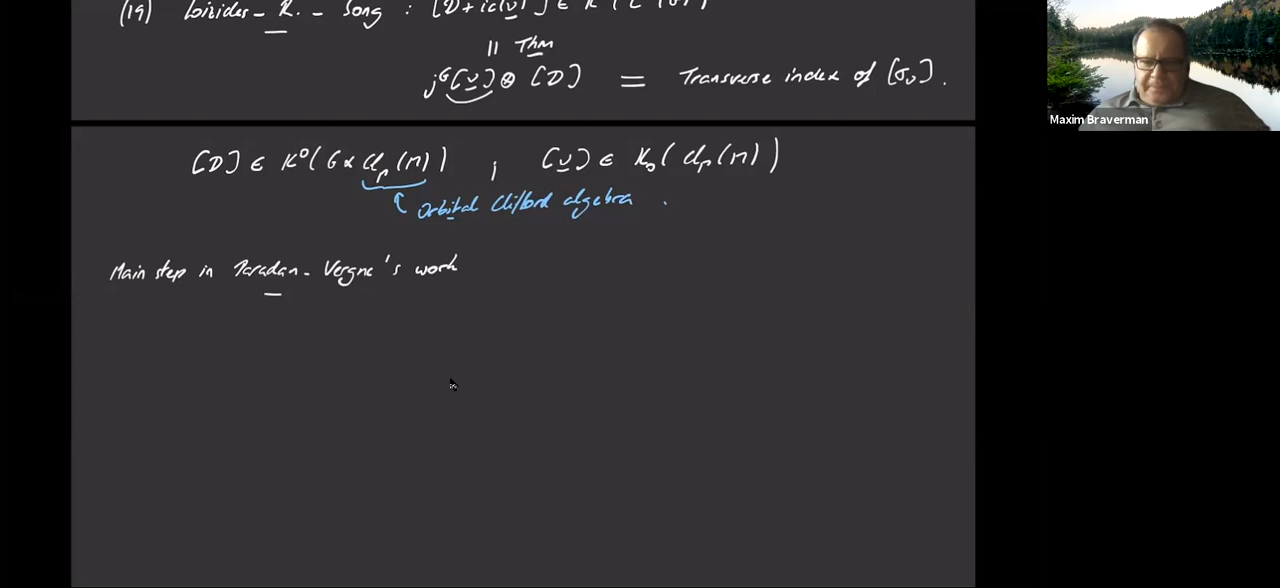 (19) Loizides - R. - Song : [D + ic(ν)] ∈ K
|| Thm
j^G[ν] ⊗ [D] = Transverse index of [σ_ν].
Maxim Braverman
[D] ∈ K^0(G ⋉ Cl_Γ(M)) ; [ν] ∈ K_0(Cl_Γ(M))
Orbital Clifford algebra.
Main step in Paradan - Vergne's work